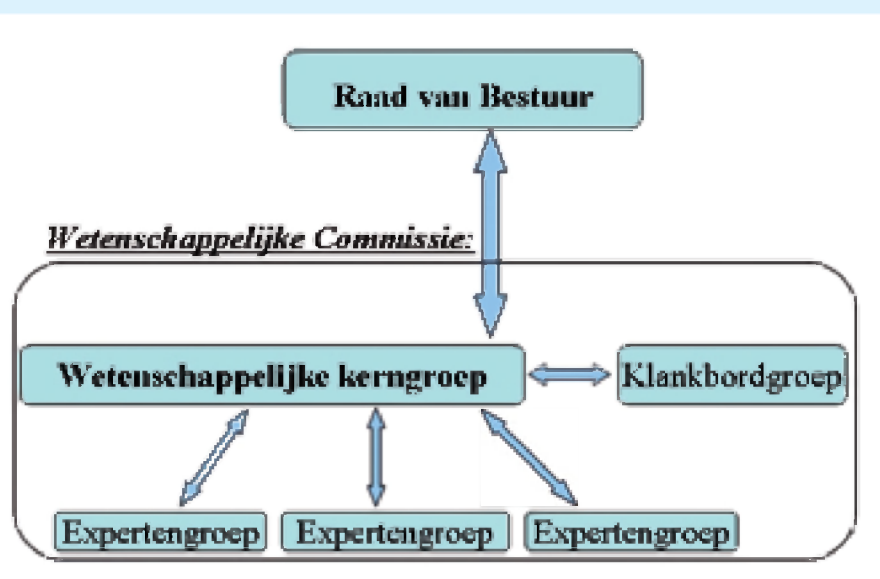 Raad van Bestuur
Wetenschappelijke Commissie:
Wetenschappelijke kerngroep
Klankbordgroep
Expertengroep
Expertengroep
Expertengroep